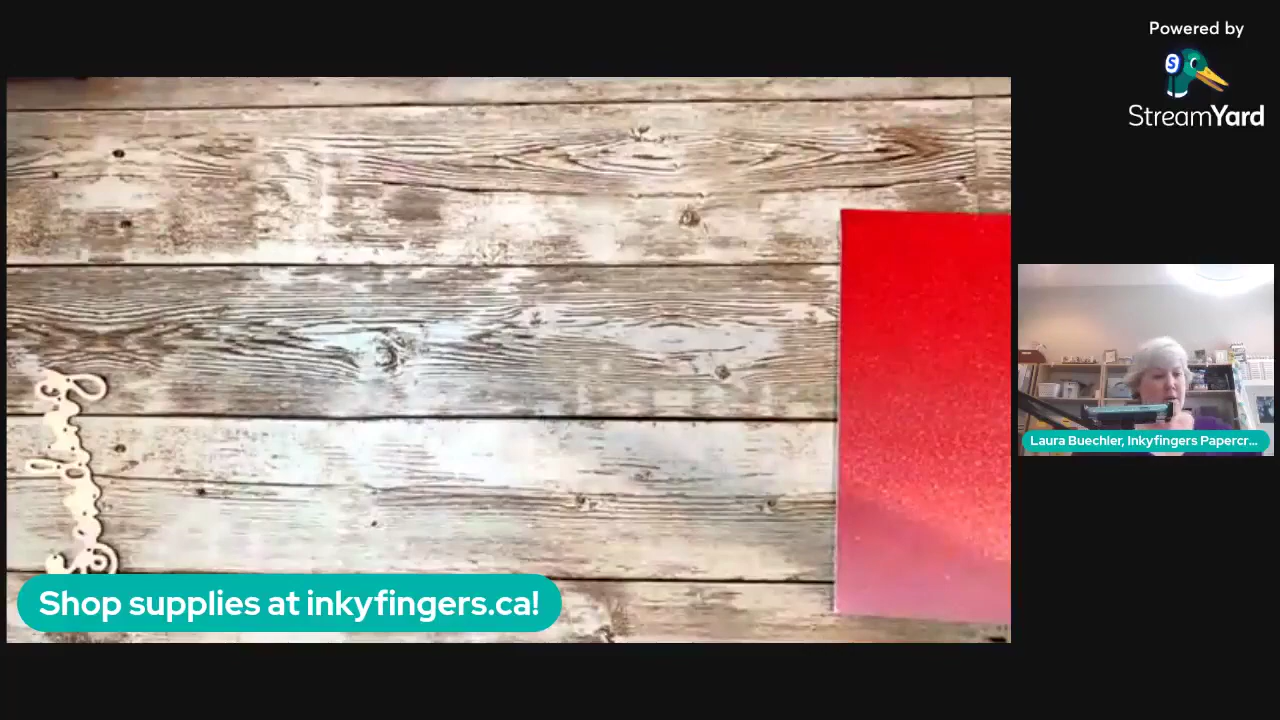 Powered by
S
StreamYard
Laura Buechler, Inkyfingers Papercr...
Shop supplies at inkyfingers.ca!